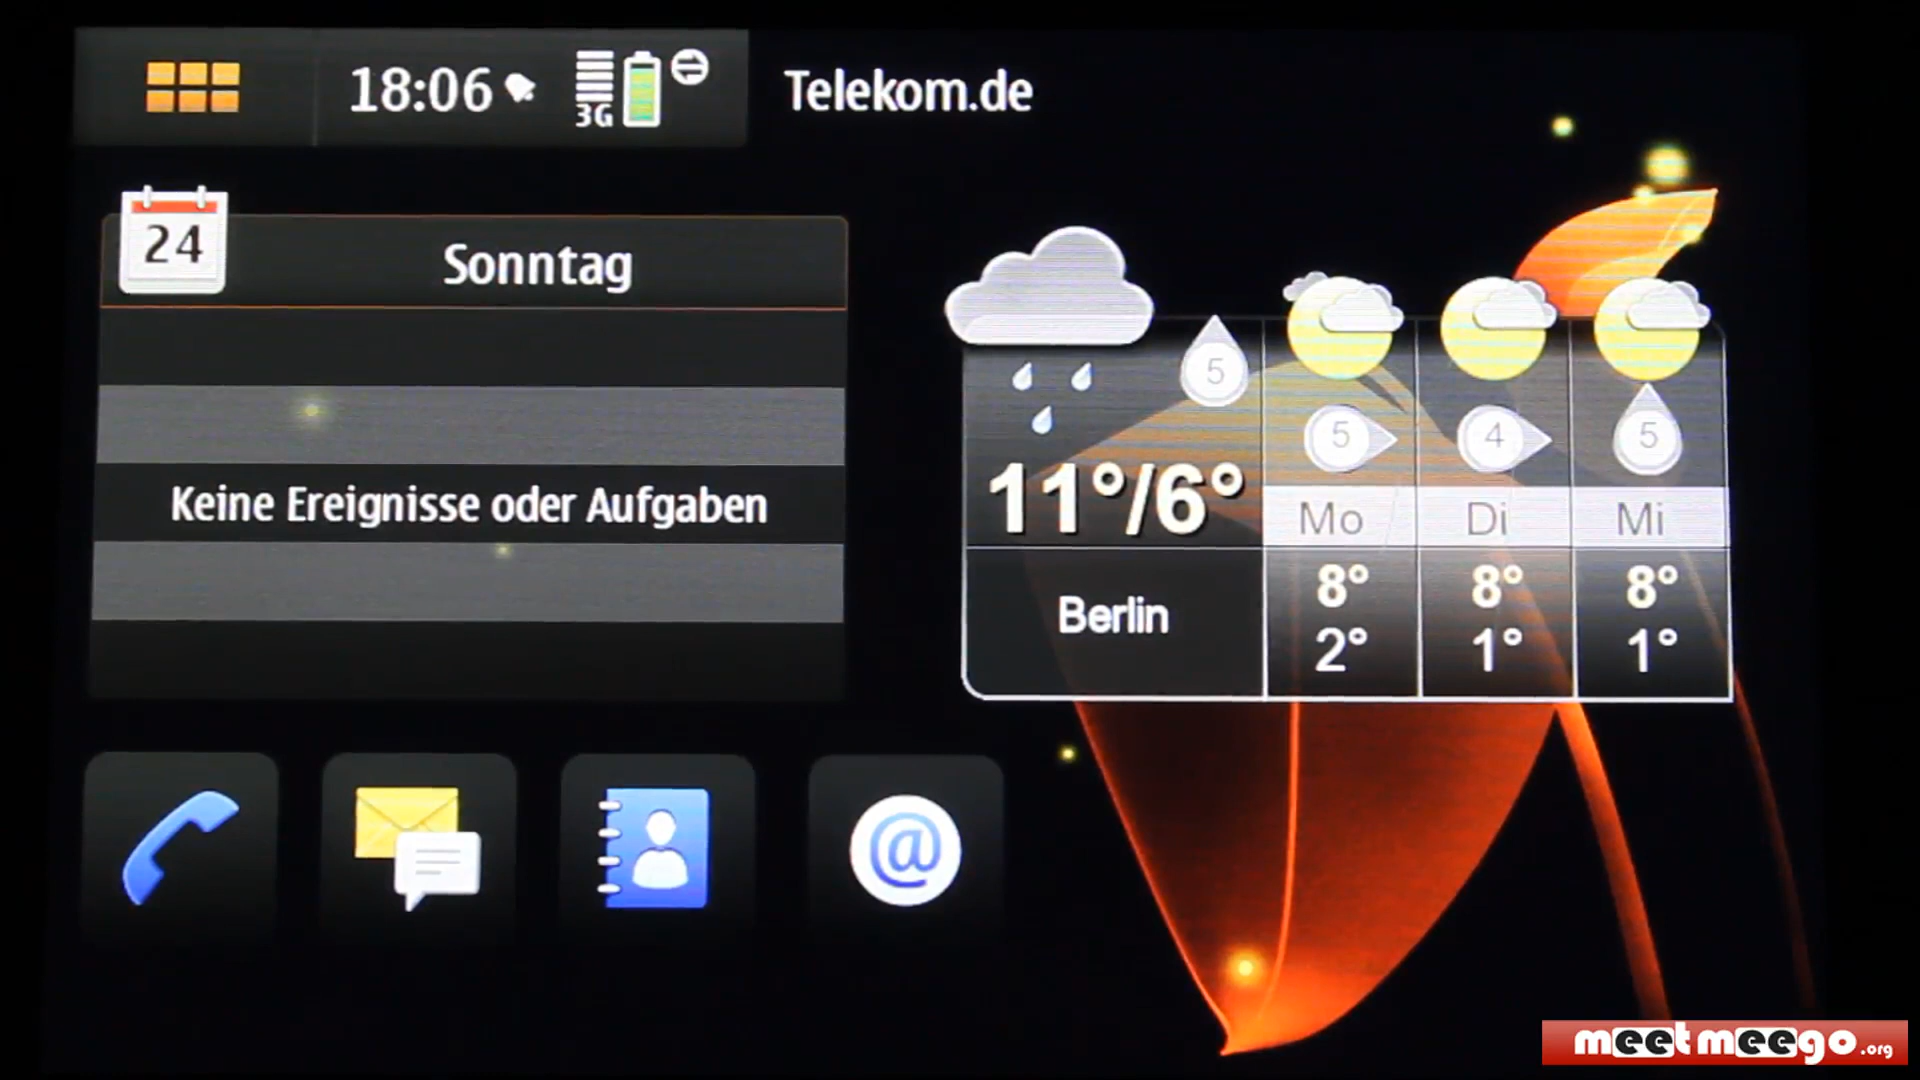 18:06
3G
Telekom.de
24
Sonntag
Keine Ereignisse oder Aufgaben
5
5
4
5
11°/6°
Mo
Di
Mi
Berlin
8°
8°
8°
2°
1°
1°
@
meetmeego.org